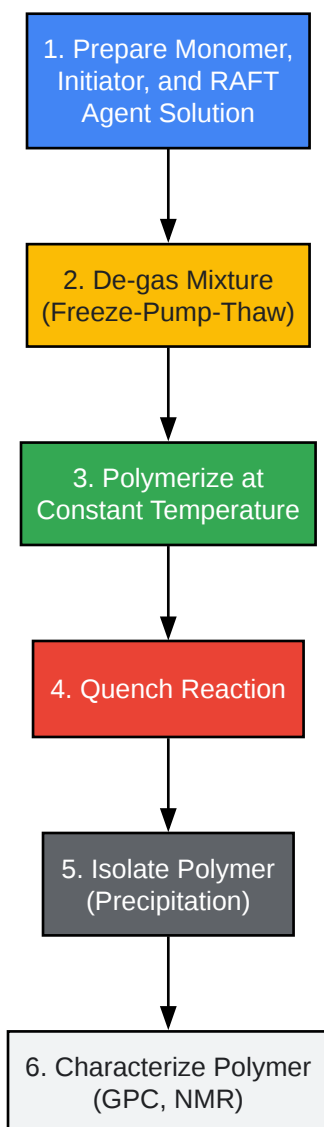 1. Prepare Monomer,
Initiator, and RAFT
Agent Solution
2. De-gas Mixture
(Freeze-Pump-Thaw)
3. Polymerize at
Constant Temperature
4. Quench Reaction
5. Isolate Polymer
(Precipitation)
6. Characterize Polymer
(GPC, NMR)